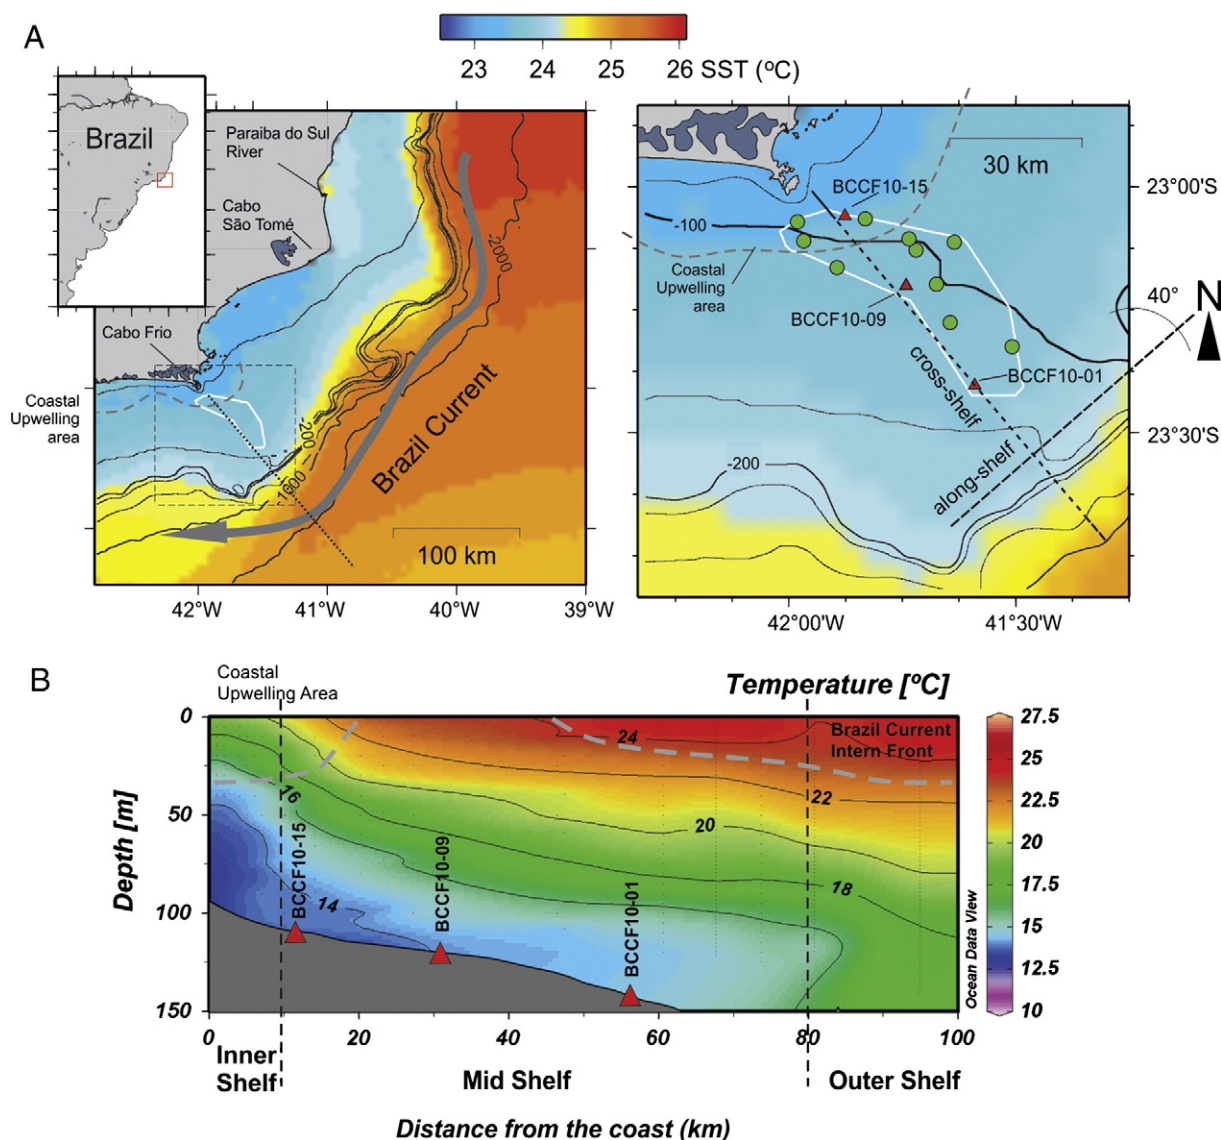 A
23 24 25 26 SST (ºC)
Brazil
Paraiba do Sul
River
Cabo
São Tomé
-2000
Cabo Frio
Coastal
Upwelling
area
-200
-1000
Brazil Current
100 km
42°W 41°W 40°W 39°W
30 km
BCCF10-15
23°00'S
-100
Coastal
Upwelling
area
BCCF10-09
40°
N
cross-shelf
BCCF10-01
23°30'S
-200
along-shelf
42°00'W 41°30'W
B
Coastal
Upwelling Area
Temperature [ºC]
0
50
100
150
Depth [m]
24
Brazil Current
Intern Front
22
20
18
16
14
BCCF10-15
BCCF10-09
BCCF10-01
Ocean Data View
27.5
25
22.5
20
17.5
15
12.5
10
0 20 40 60 80 100
Inner
Shelf
Mid Shelf
Outer Shelf
Distance from the coast (km)